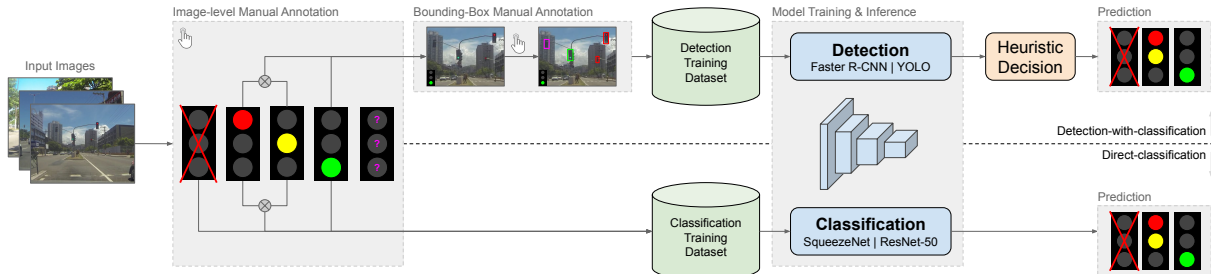 Image-level Manual Annotation
Bounding-Box Manual Annotation
Model Training & Inference
Prediction
Input Images
Detection
Training
Dataset
Detection
Faster R-CNN | YOLO
Heuristic
Decision
?
?
?
Detection-with-classification
Direct-classification
Classification
Training
Dataset
Classification
SqueezeNet | ResNet-50
Prediction